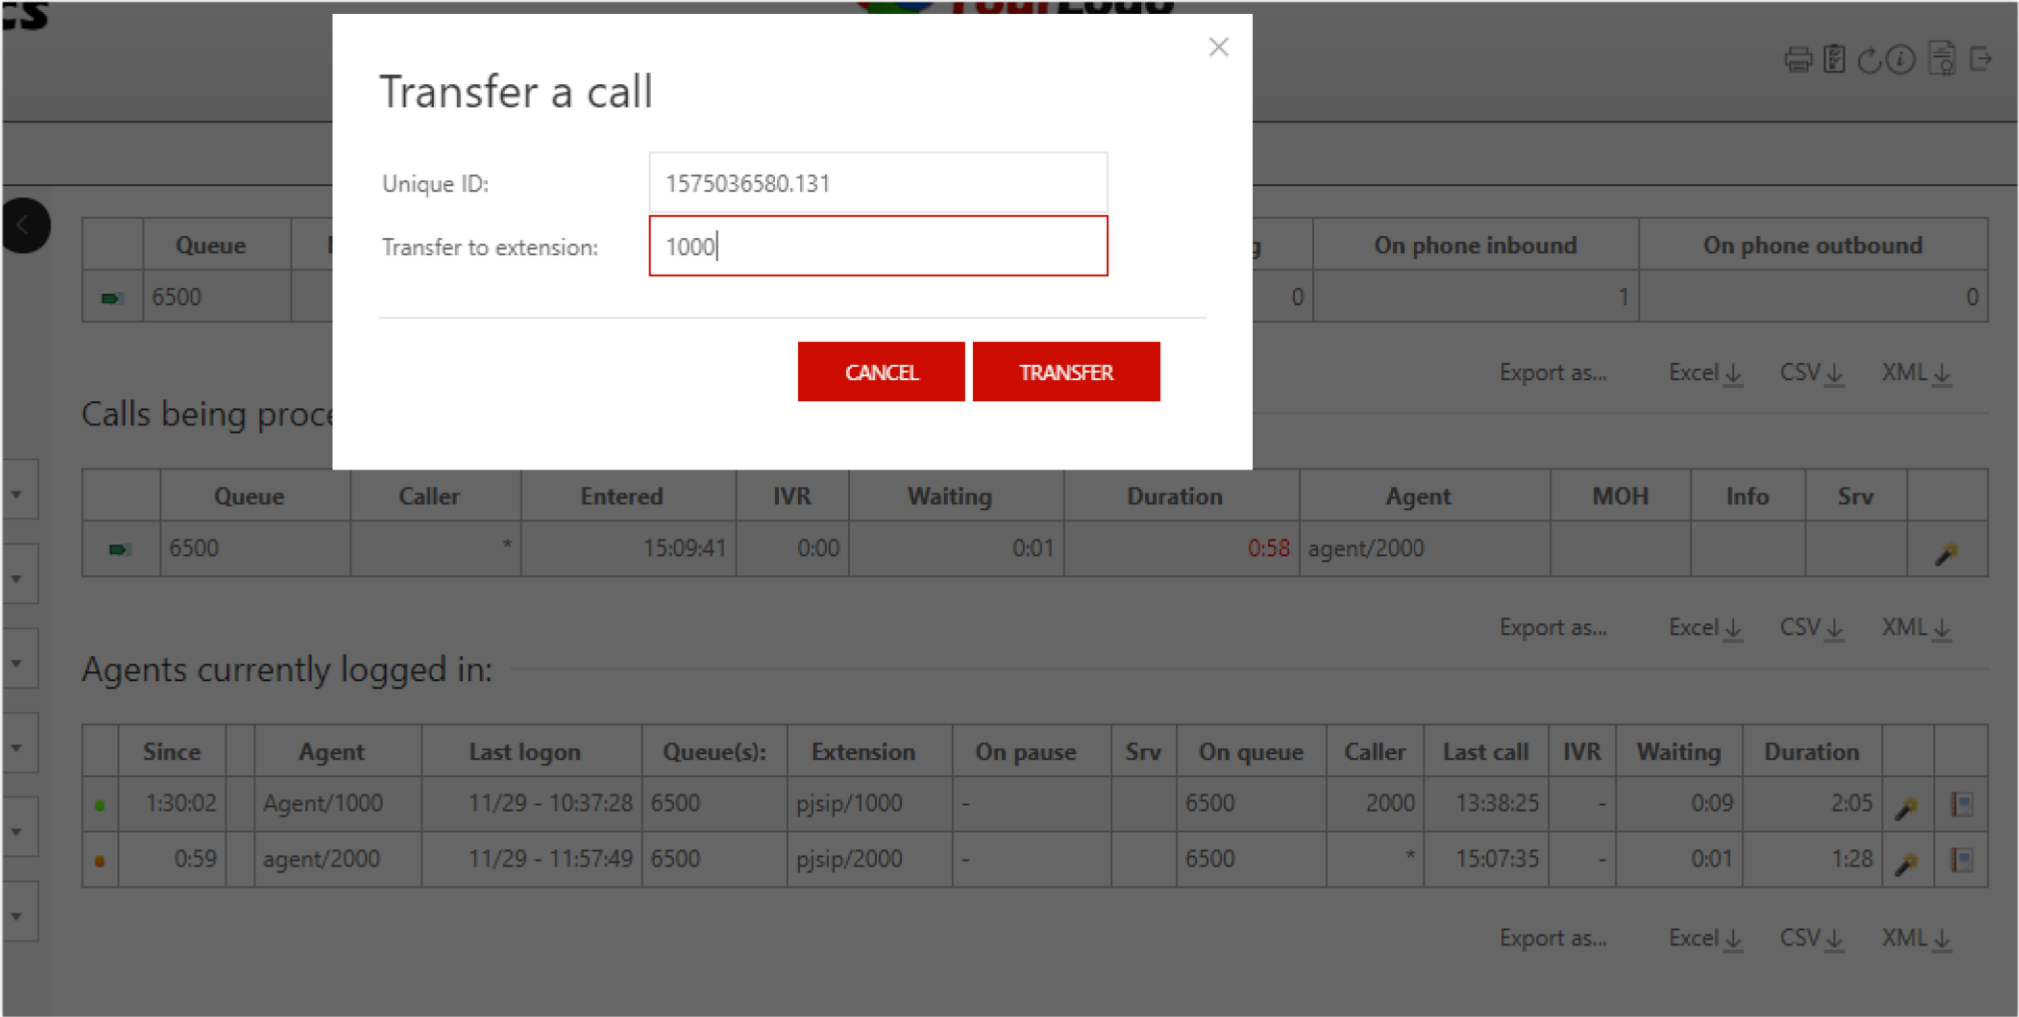 YourLogo
Transfer a call
Unique ID: 1575036580.131
Transfer to extension: 1000
CANCEL TRANSFER
Queue On phone inbound On phone outbound
6500 0 1 0
Export as... Excel CSV XML
Calls being proce
Queue Caller Entered IVR Waiting Duration Agent MOH Info Srv
6500 * 15:09:41 0:00 0:01 0:58 agent/2000
Export as... Excel CSV XML
Agents currently logged in:
Since Agent Last logon Queue(s): Extension On pause Srv On queue Caller Last call IVR Waiting Duration
1:30:02 Agent/1000 11/29 - 10:37:28 6500 pjsip/1000 - 6500 2000 13:38:25 - 0:09 2:05
0:59 agent/2000 11/29 - 11:57:49 6500 pjsip/2000 - 6500 * 15:07:35 - 0:01 1:28
Export as... Excel CSV XML